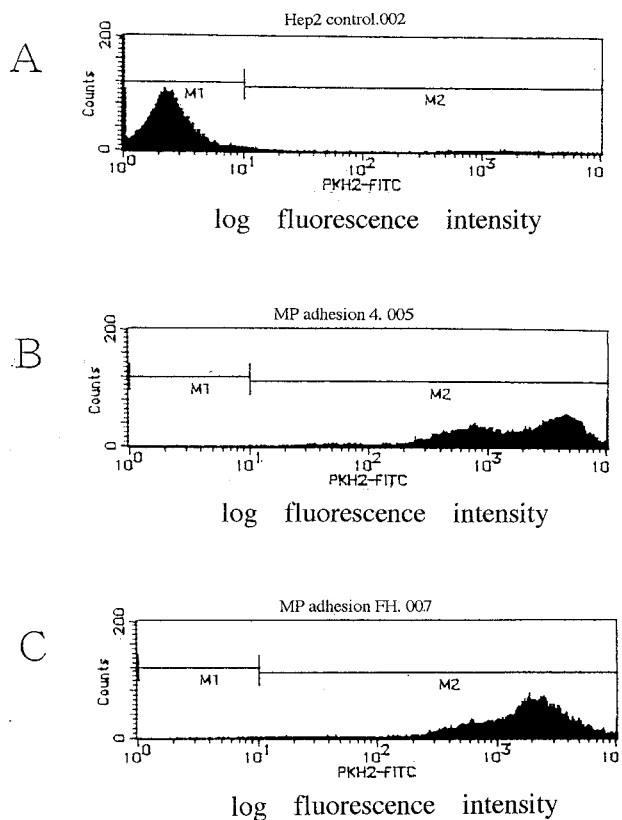 A
Hep2 control.002
200
Counts
0
M1
M2
10⁰ 10¹ 10² 10³ 10
PKH2-FITC
log fluorescence intensity
B
MP adhesion 4. 005
200
Counts
0
M1
M2
10⁰ 10¹ 10² 10³ 10
PKH2-FITC
log fluorescence intensity
C
MP adhesion FH. 007
200
Counts
0
M1
M2
10⁰ 10¹ 10² 10³ 10
PKH2-FITC
log fluorescence intensity